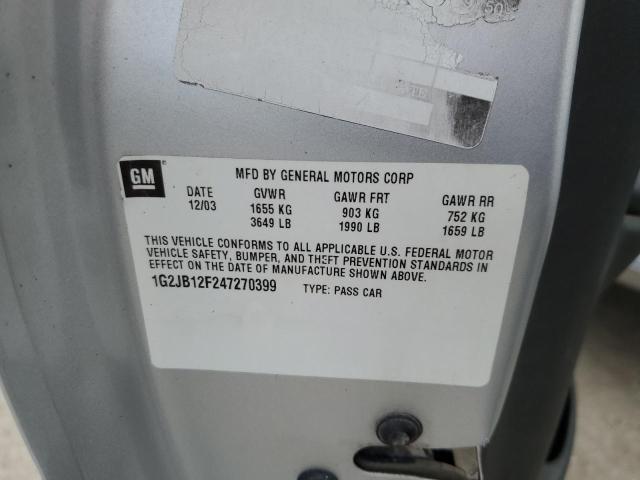 GM
MFD BY GENERAL MOTORS CORP
DATE GVWR GAWR FRT GAWR RR
12/03 1655 KG 903 KG 752 KG
3649 LB 1990 LB 1659 LB
THIS VEHICLE CONFORMS TO ALL APPLICABLE U.S. FEDERAL MOTOR
VEHICLE SAFETY, BUMPER, AND THEFT PREVENTION STANDARDS IN
EFFECT ON THE DATE OF MANUFACTURE SHOWN ABOVE.
1G2JB12F247270399 TYPE: PASS CAR